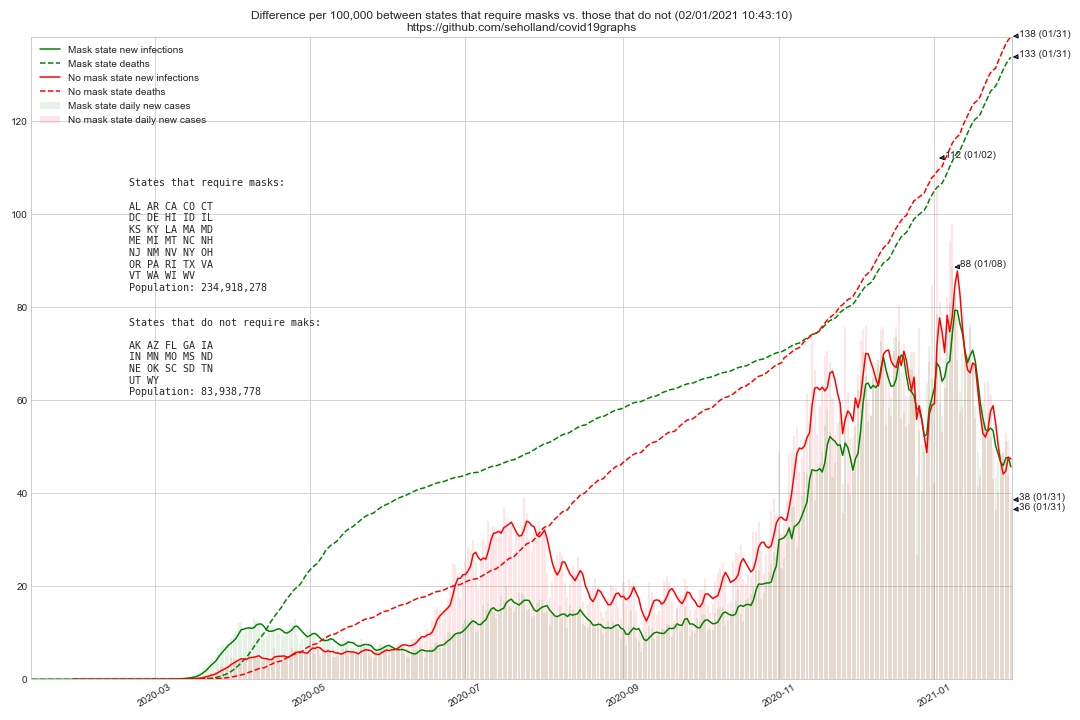 Difference per 100,000 between states that require masks vs. those that do not (02/01/2021 10:43:10)
https://github.com/seholland/covid19graphs
Mask state new infections
Mask state deaths
No mask state new infections
No mask state deaths
Mask state daily new cases
No mask state daily new cases
138 (01/31)
133 (01/31)
112 (01/02)
88 (01/08)
38 (01/31)
36 (01/31)
States that require masks:
AL AR CA CO CT
DC DE HI ID IL
KS KY LA MA MD
ME MI MT NC NH
NJ NM NV NY OH
OR PA RI TX VA
VT WA WI WV
Population: 234,918,278
States that do not require maks:
AK AZ FL GA IA
IN MN MO MS ND
NE OK SC SD TN
UT WY
Population: 83,938,778
120
100
80
60
40
20
0
2020-03
2020-05
2020-07
2020-09
2020-11
2021-01